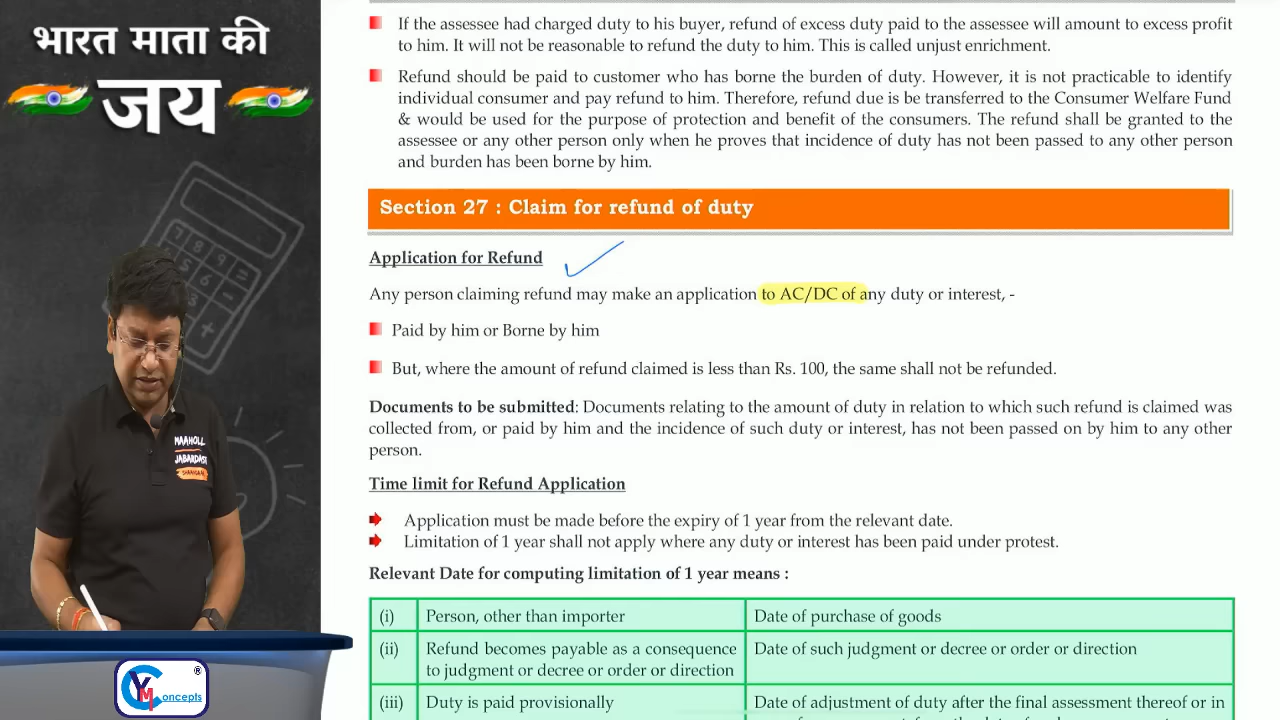 भारत माता की
जय
If the assessee had charged duty to his buyer, refund of excess duty paid to the assessee will amount to excess profit
to him. It will not be reasonable to refund the duty to him. This is called unjust enrichment.
Refund should be paid to customer who has borne the burden of duty. However, it is not practicable to identify
individual consumer and pay refund to him. Therefore, refund due is be transferred to the Consumer Welfare Fund
& would be used for the purpose of protection and benefit of the consumers. The refund shall be granted to the
assessee or any other person only when he proves that incidence of duty has not been passed to any other person
and burden has been borne by him.
Section 27 : Claim for refund of duty
Application for Refund
Any person claiming refund may make an application to AC/DC of any duty or interest, -
Paid by him or Borne by him
But, where the amount of refund claimed is less than Rs. 100, the same shall not be refunded.
Documents to be submitted: Documents relating to the amount of duty in relation to which such refund is claimed was
collected from, or paid by him and the incidence of such duty or interest, has not been passed on by him to any other
person.
Time limit for Refund Application
Application must be made before the expiry of 1 year from the relevant date.
Limitation of 1 year shall not apply where any duty or interest has been paid under protest.
Relevant Date for computing limitation of 1 year means :
(i) Person, other than importer Date of purchase of goods
(ii) Refund becomes payable as a consequence Date of such judgment or decree or order or direction
to judgment or decree or order or direction
(iii) Duty is paid provisionally Date of adjustment of duty after the final assessment thereof or in
MAAHOLL
JABARDAST
7 8 9
YM Concepts ®